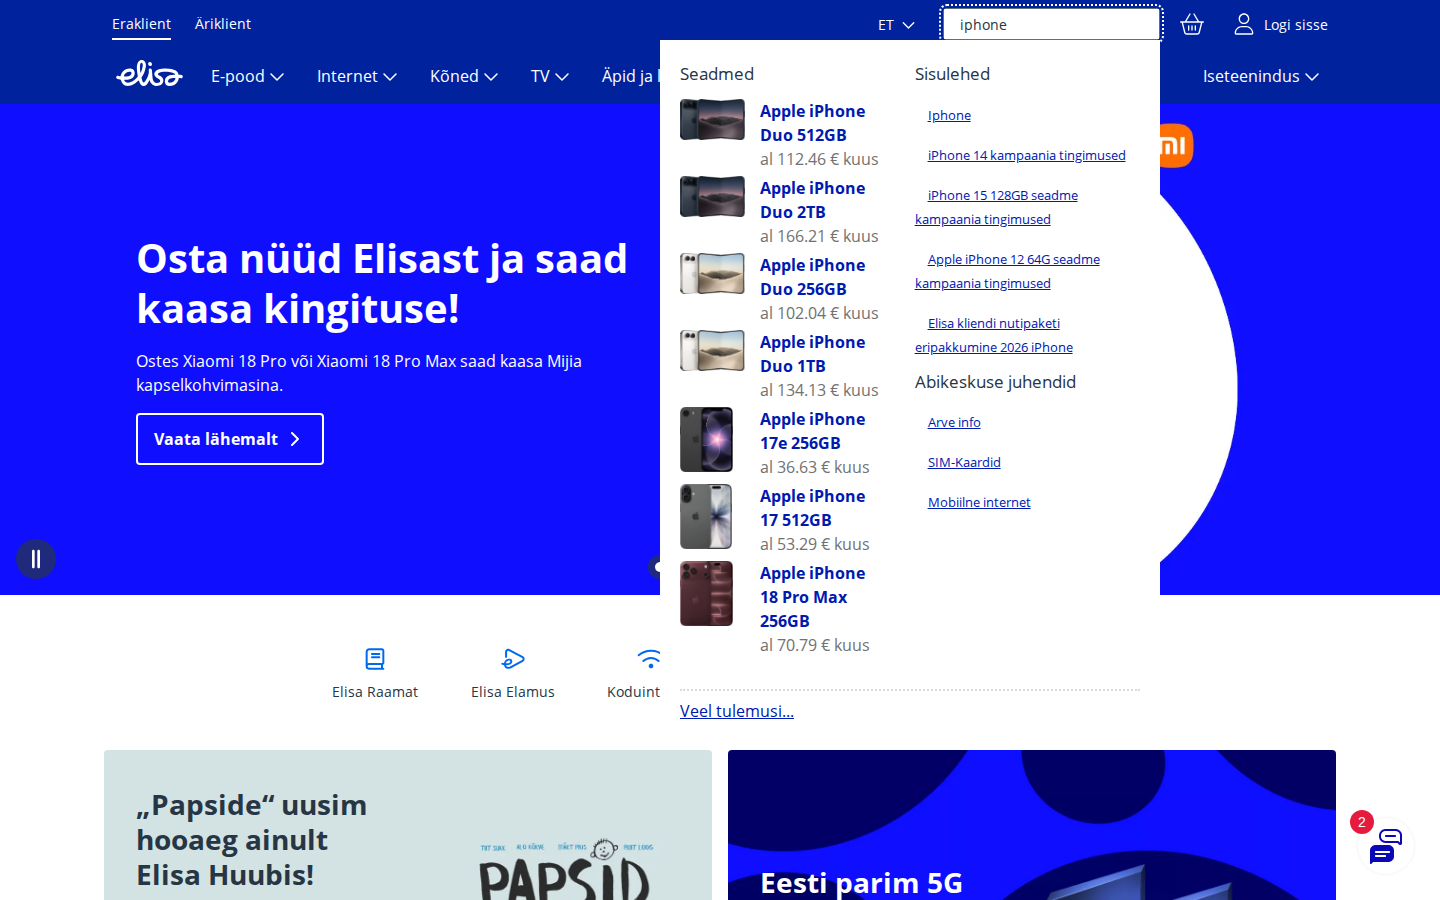 Eraklient
Äriklient
ET
iphone
Logi sisse
elisa
E-pood
Internet
Kõned
TV
Äpid ja
Iseteenindus
Seadmed
Apple iPhone
Duo 512GB
al 112.46 € kuus
Apple iPhone
Duo 2TB
al 166.21 € kuus
Apple iPhone
Duo 256GB
al 102.04 € kuus
Apple iPhone
Duo 1TB
al 134.13 € kuus
Apple iPhone
17e 256GB
al 36.63 € kuus
Apple iPhone
17 512GB
al 53.29 € kuus
Apple iPhone
18 Pro Max
256GB
al 70.79 € kuus
Sisulehed
Iphone
iPhone 14 kampaania tingimused
iPhone 15 128GB seadme
kampaania tingimused
Apple iPhone 12 64G seadme
kampaania tingimused
Elisa kliendi nutipaketi
eripakkumine 2026 iPhone
Abikeskuse juhendid
Arve info
SIM-Kaardid
Mobiilne internet
Veel tulemusi...
mi
Osta nüüd Elisast ja saad
kaasa kingituse!
Ostes Xiaomi 18 Pro või Xiaomi 18 Pro Max saad kaasa Mijia
kapselkohvimasina.
Vaata lähemalt
Elisa Raamat
Elisa Elamus
Koduint
„Papside“ uusim
hooaeg ainult
Elisa Huubis!
PAPSID
Eesti parim 5G
2